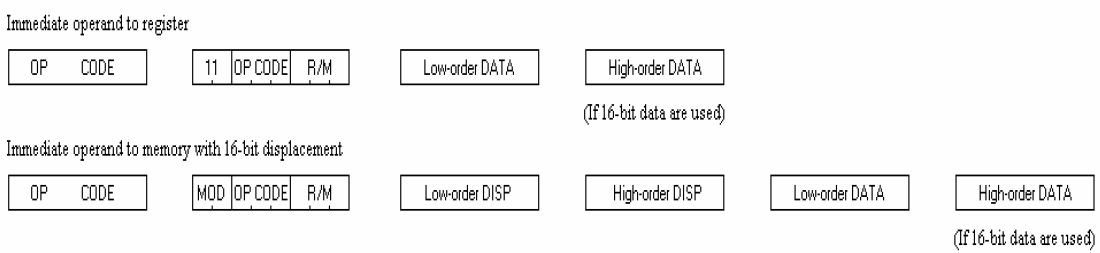 Immediate operand to register
OP CODE 11 OP CODE R/M Low-order DATA High-order DATA
(If 16-bit data are used)
Immediate operand to memory with 16-bit displacement
OP CODE MOD OP CODE R/M Low-order DISP High-order DISP Low-order DATA High-order DATA
(If 16-bit data are used)